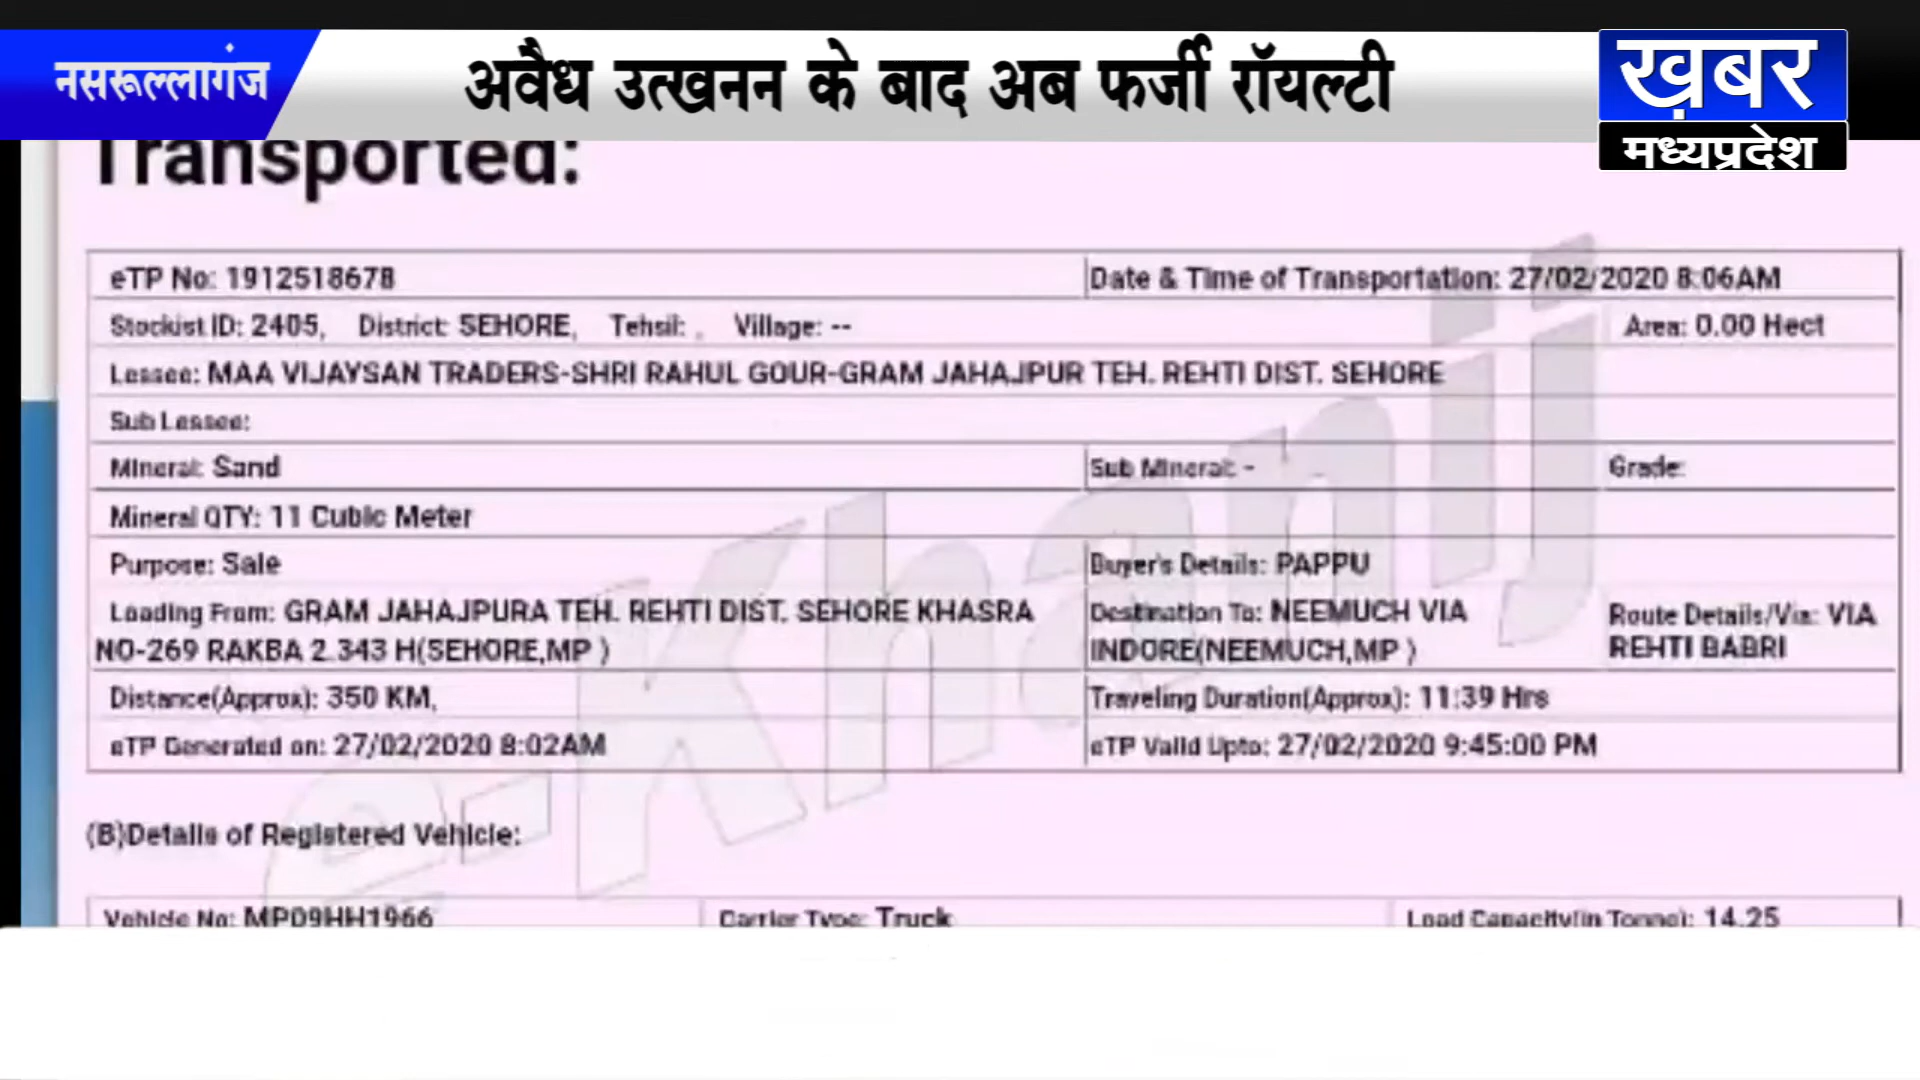 नसरूल्लागंज
अवैध उत्खनन के बाद अब फर्जी रॉयल्टी
ख़बर
मध्यप्रदेश
Transported:
eTP No: 1912518678 Date & Time of Transportation: 27/02/2020 8:06AM
Stockist ID: 2405, District: SEHORE, Tehsil: , Village: -- Area: 0.00 Hect
Lessee: MAA VIJAYSAN TRADERS-SHRI RAHUL GOUR-GRAM JAHAJPUR TEH. REHTI DIST. SEHORE
Sub Lessee:
Mineral: Sand Sub Mineral: - Grade:
Mineral QTY: 11 Cubic Meter
Purpose: Sale Buyer's Details: PAPPU
Loading From: GRAM JAHAJPURA TEH. REHTI DIST. SEHORE KHASRA
NO-269 RAKBA 2.343 H(SEHORE,MP )
Destination To: NEEMUCH VIA
INDORE(NEEMUCH,MP )
Route Details/Via: VIA
REHTI BABRI
Distance(Approx): 350 KM, Traveling Duration(Approx): 11:39 Hrs
eTP Generated on: 27/02/2020 8:02AM eTP Valid Upto: 27/02/2020 9:45:00 PM
(B)Details of Registered Vehicle:
Vehicle No: MP09HH1966 Carrier Type: Truck Load Capacity(in Tonne): 14.25
e-Khanij